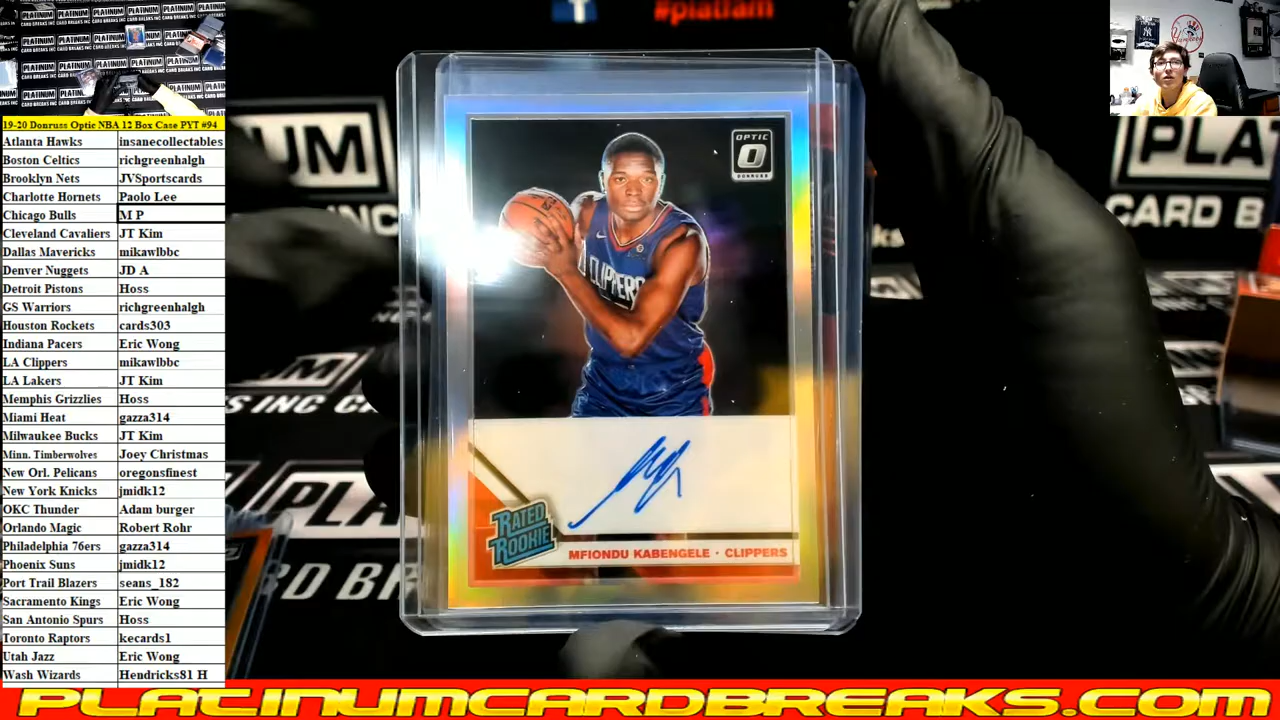 19-20 Donruss Optic NBA 12 Box Case PYT #94
Atlanta Hawks insanecollectables
Boston Celtics richgreenhalgh
Brooklyn Nets JVSportscards
Charlotte Hornets Paolo Lee
Chicago Bulls M P
Cleveland Cavaliers JT Kim
Dallas Mavericks mikawlbbc
Denver Nuggets JD A
Detroit Pistons Hoss
GS Warriors richgreenhalgh
Houston Rockets cards303
Indiana Pacers Eric Wong
LA Clippers mikawlbbc
LA Lakers JT Kim
Memphis Grizzlies Hoss
Miami Heat gazza314
Milwaukee Bucks JT Kim
Minn. Timberwolves Joey Christmas
New Orl. Pelicans oregonsfinest
New York Knicks jmidk12
OKC Thunder Adam burger
Orlando Magic Robert Rohr
Philadelphia 76ers gazza314
Phoenix Suns jmidk12
Port Trail Blazers seans_182
Sacramento Kings Eric Wong
San Antonio Spurs Hoss
Toronto Raptors kecards1
Utah Jazz Eric Wong
Wash Wizards Hendricks81 H
#platfam
OPTIC
DONRUSS
CLIPPERS
RATED
ROOKIE
MFIONDU KABENGELE • CLIPPERS
PLA
CARD B
PLATINUMCARDBREAKS.COM